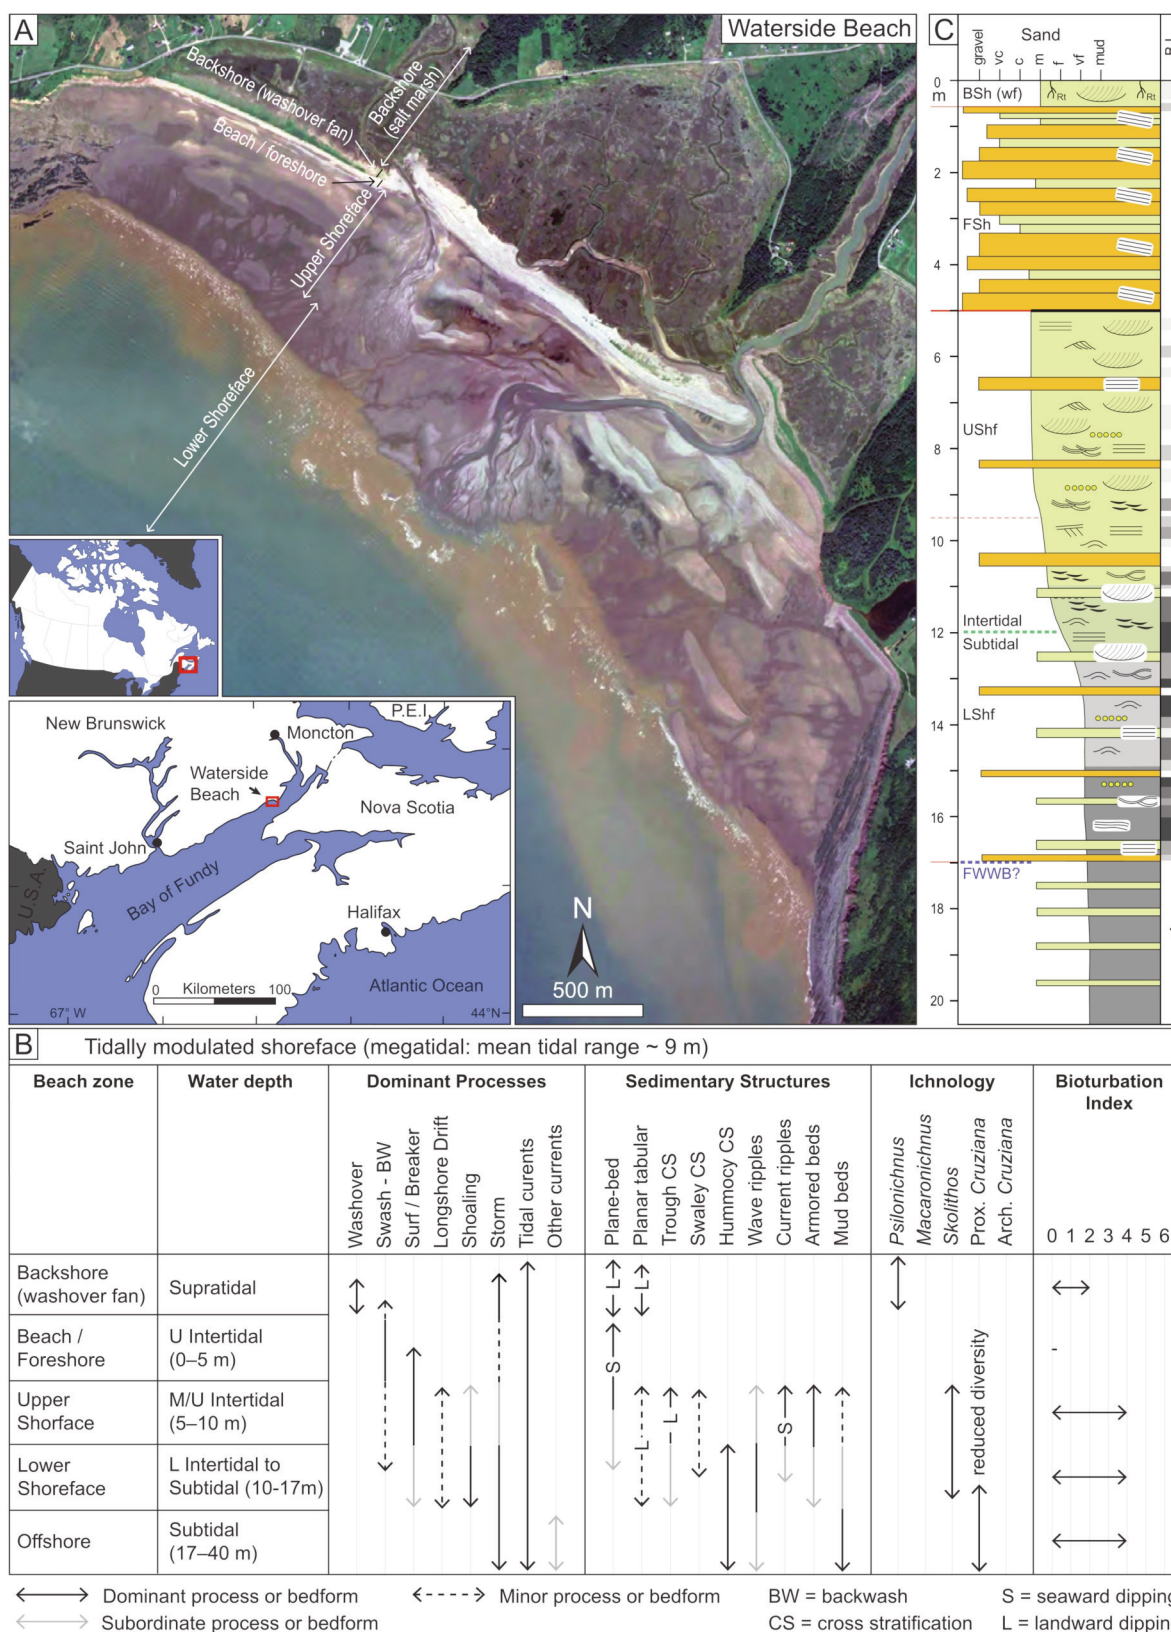 A
Waterside Beach
Backshore (washover fan)
Backshore
(salt marsh)
Beach / foreshore
Upper Shoreface
Lower Shoreface
New Brunswick
P.E.I.
Moncton
Waterside
Beach
Nova Scotia
Saint John
U.S.A.
Bay of Fundy
Halifax
0 Kilometers 100
Atlantic Ocean
67° W
44°N
N
500 m
C
Sand
gravel
vc
c
m
f
vf
mud
0
m
BSh (wf)
Rt
Rt
2
FSh
4
6
UShf
8
10
Intertidal
12
Subtidal
LShf
14
16
FWWB?
18
20
B Tidally modulated shoreface (megatidal: mean tidal range ~ 9 m)
Beach zone Water depth Dominant Processes Sedimentary Structures Ichnology Bioturbation
Index
Washover
Swash - BW
Surf / Breaker
Longshore Drift
Shoaling
Storm
Tidal curents
Other currents
Plane-bed
Planar tabular
Trough CS
Swaley CS
Hummocy CS
Wave ripples
Current ripples
Armored beds
Mud beds
Psilonichnus
Macaronichnus
Skolithos
Prox. Cruziana
Arch. Cruziana
0 1 2 3 4 5 6
Backshore
(washover fan)
Supratidal
L
L
Beach /
Foreshore
U Intertidal
(0–5 m)
S
-
Upper
Shorface
M/U Intertidal
(5–10 m)
L
L
S
reduced diversity
Lower
Shoreface
L Intertidal to
Subtidal (10-17m)
Offshore
Subtidal
(17–40 m)
Dominant process or bedform
Minor process or bedform
BW = backwash
S = seaward dipping
Subordinate process or bedform
CS = cross stratification
L = landward dipping